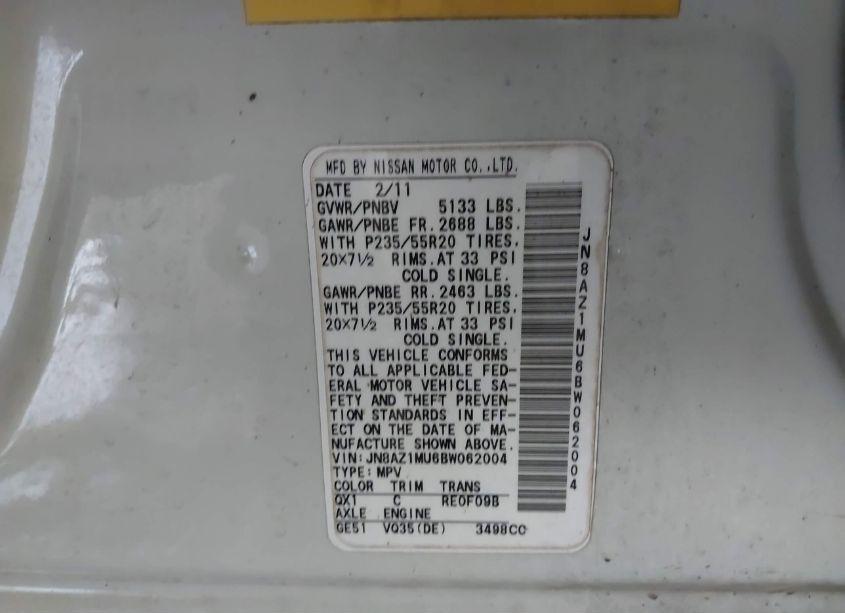 MFD BY NISSAN MOTOR CO.,LTD.
DATE 2/11
GVWR/PNBV 5133 LBS.
GAWR/PNBE FR. 2688 LBS.
WITH P235/55R20 TIRES,
20X7½ RIMS.AT 33 PSI
COLD SINGLE.
GAWR/PNBE RR. 2463 LBS.
WITH P235/55R20 TIRES,
20X7½ RIMS.AT 33 PSI
COLD SINGLE.
THIS VEHICLE CONFORMS
TO ALL APPLICABLE FED-
ERAL MOTOR VEHICLE SA-
FETY AND THEFT PREVEN-
TION STANDARDS IN EFF-
ECT ON THE DATE OF MA-
NUFACTURE SHOWN ABOVE.
VIN: JN8AZ1MU6BW062004
TYPE: MPV
COLOR TRIM TRANS
QX1 C RE0F09B
AXLE ENGINE
GE51 VQ35(DE) 3498CC
JN8AZ1MU6BW062004